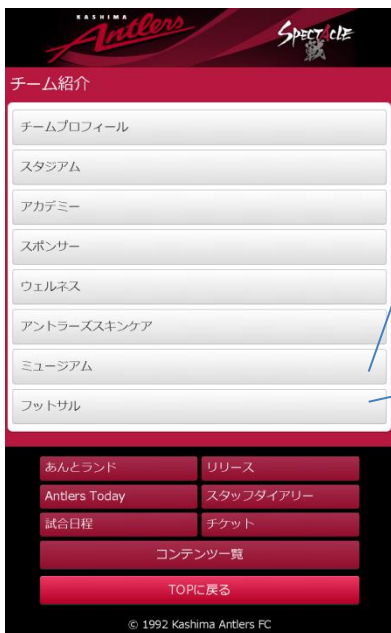 KASHIMA
Antlers
SPECTACLE
戦
チーム紹介
チームプロフィール
スタジアム
アカデミー
スポンサー
ウェルネス
アントラーズスキンケア
ミュージアム
フットサル
あんとランド リリース
Antlers Today スタッフダイアリー
試合日程 チケット
コンテンツ一覧
TOPに戻る
© 1992 Kashima Antlers FC